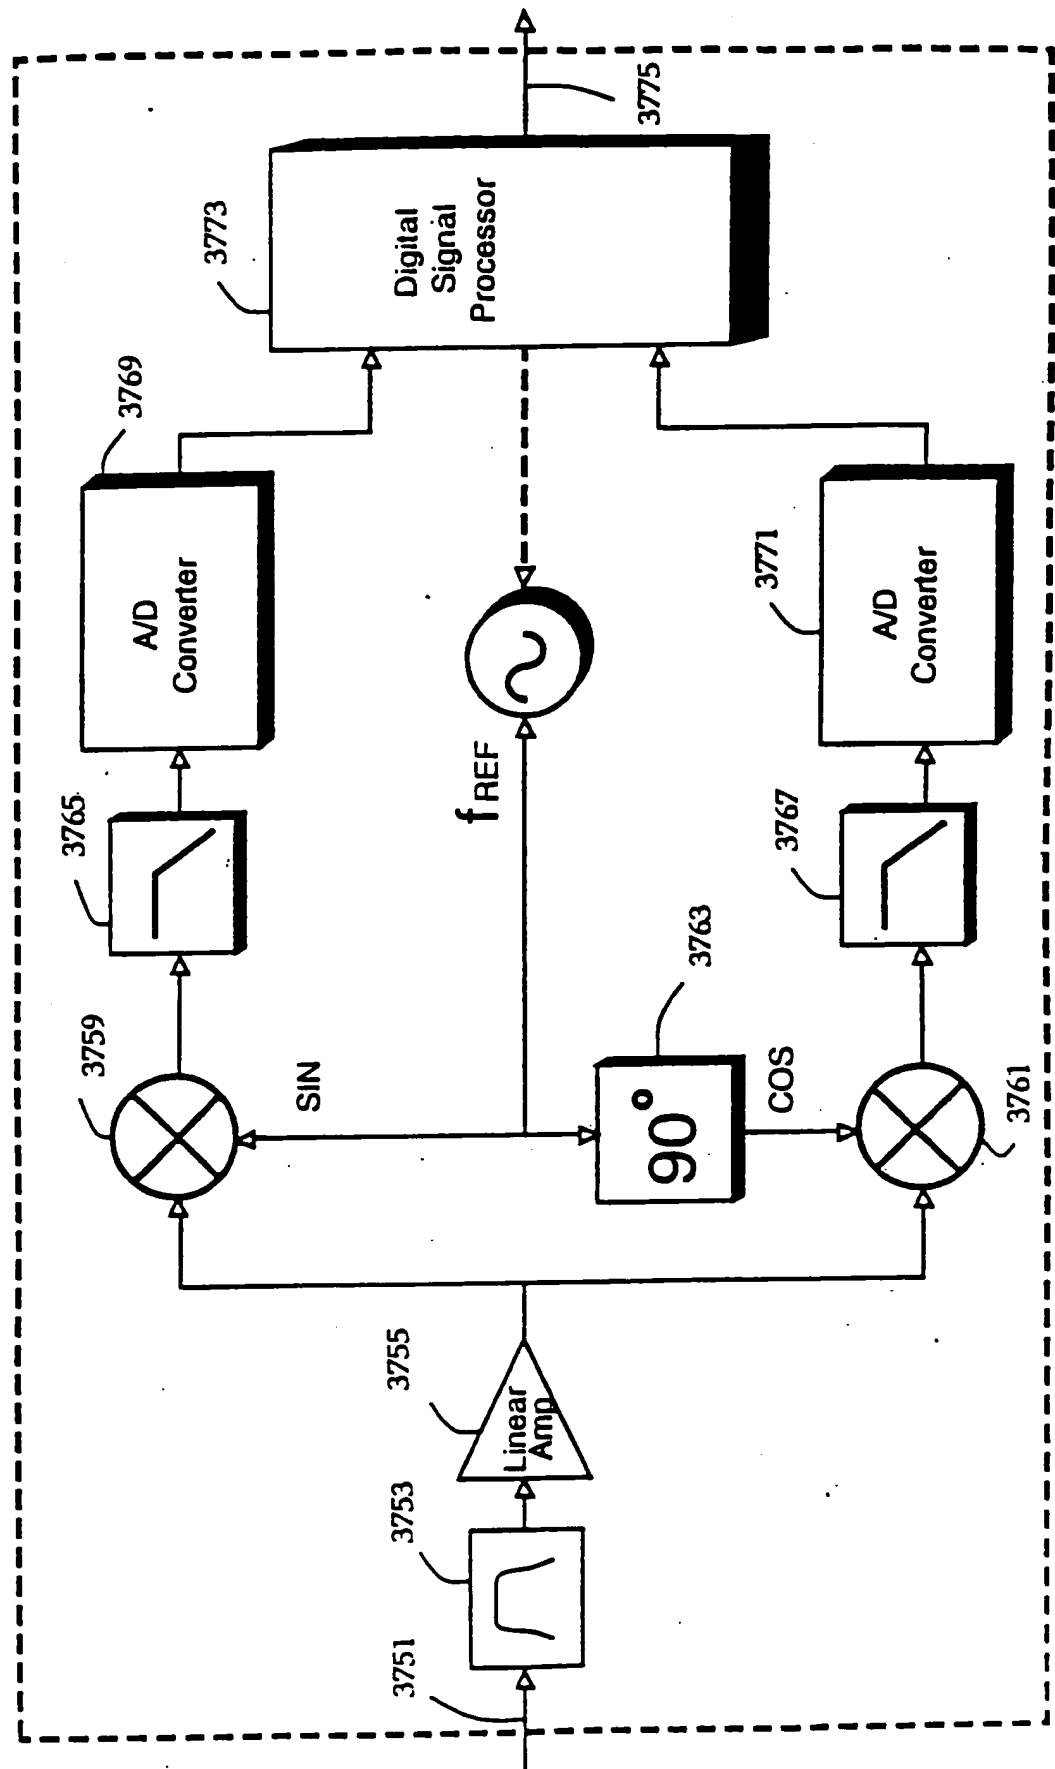 3751
3753
3755
Linear
Amp
3759
SIN
3763
90°
COS
3761
3765
fREF
3767
3769
A/D
Converter
3771
A/D
Converter
3773
Digital
Signal
Processor
3775